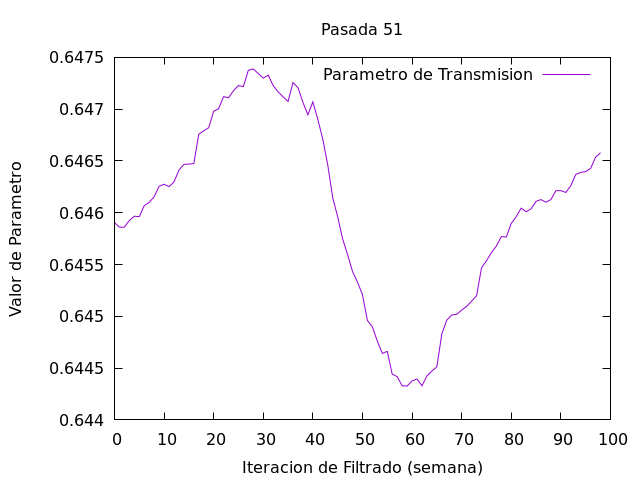 Pasada 51
0.6475
Parametro de Transmision
0.647
0.6465
0.646
0.6455
0.645
0.6445
0.644
Valor de Parametro
0 10 20 30 40 50 60 70 80 90 100
Iteracion de Filtrado (semana)